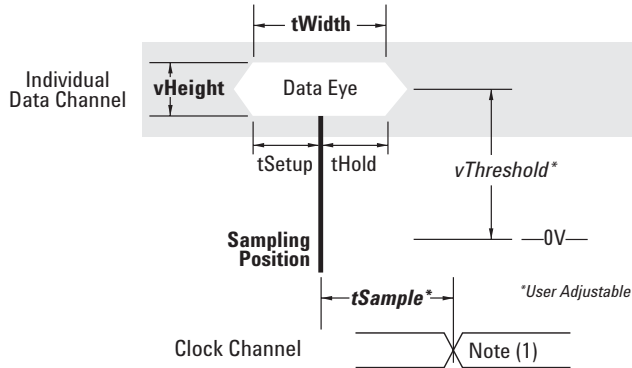 tWidth
Individual
Data Channel
vHeight
Data Eye
tSetup
tHold
vThreshold*
Sampling
Position
0V
tSample*
*User Adjustable
Clock Channel
Note (1)